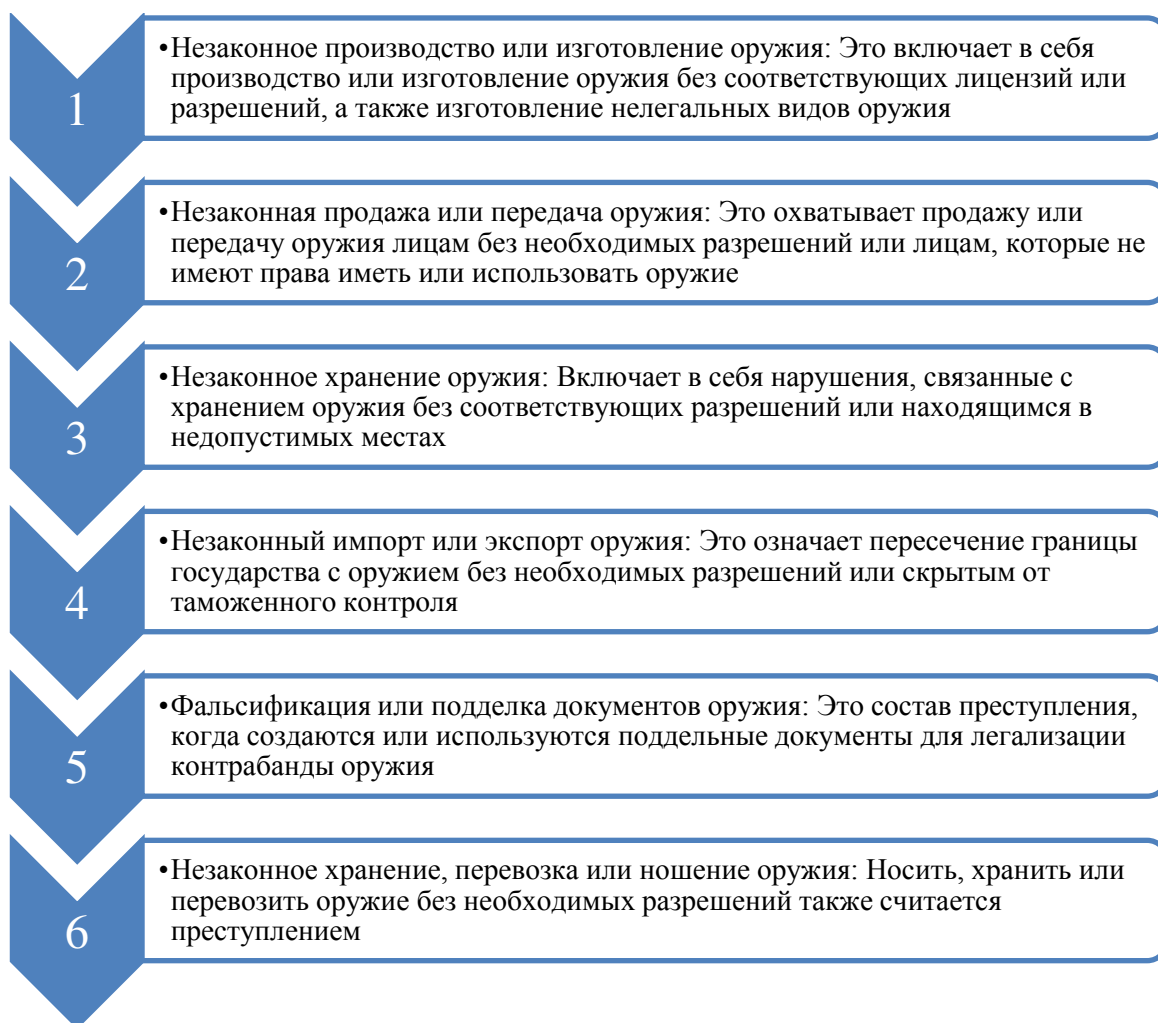 1
•Незаконное производство или изготовление оружия: Это включает в себя
производство или изготовление оружия без соответствующих лицензий или
разрешений, а также изготовление нелегальных видов оружия
2
•Незаконная продажа или передача оружия: Это охватывает продажу или
передачу оружия лицам без необходимых разрешений или лицам, которые не
имеют права иметь или использовать оружие
3
•Незаконное хранение оружия: Включает в себя нарушения, связанные с
хранением оружия без соответствующих разрешений или находящимся в
недопустимых местах
4
•Незаконный импорт или экспорт оружия: Это означает пересечение границы
государства с оружием без необходимых разрешений или скрытым от
таможенного контроля
5
•Фальсификация или подделка документов оружия: Это состав преступления,
когда создаются или используются поддельные документы для легализации
контрабанды оружия
6
•Незаконное хранение, перевозка или ношение оружия: Носить, хранить или
перевозить оружие без необходимых разрешений также считается
преступлением